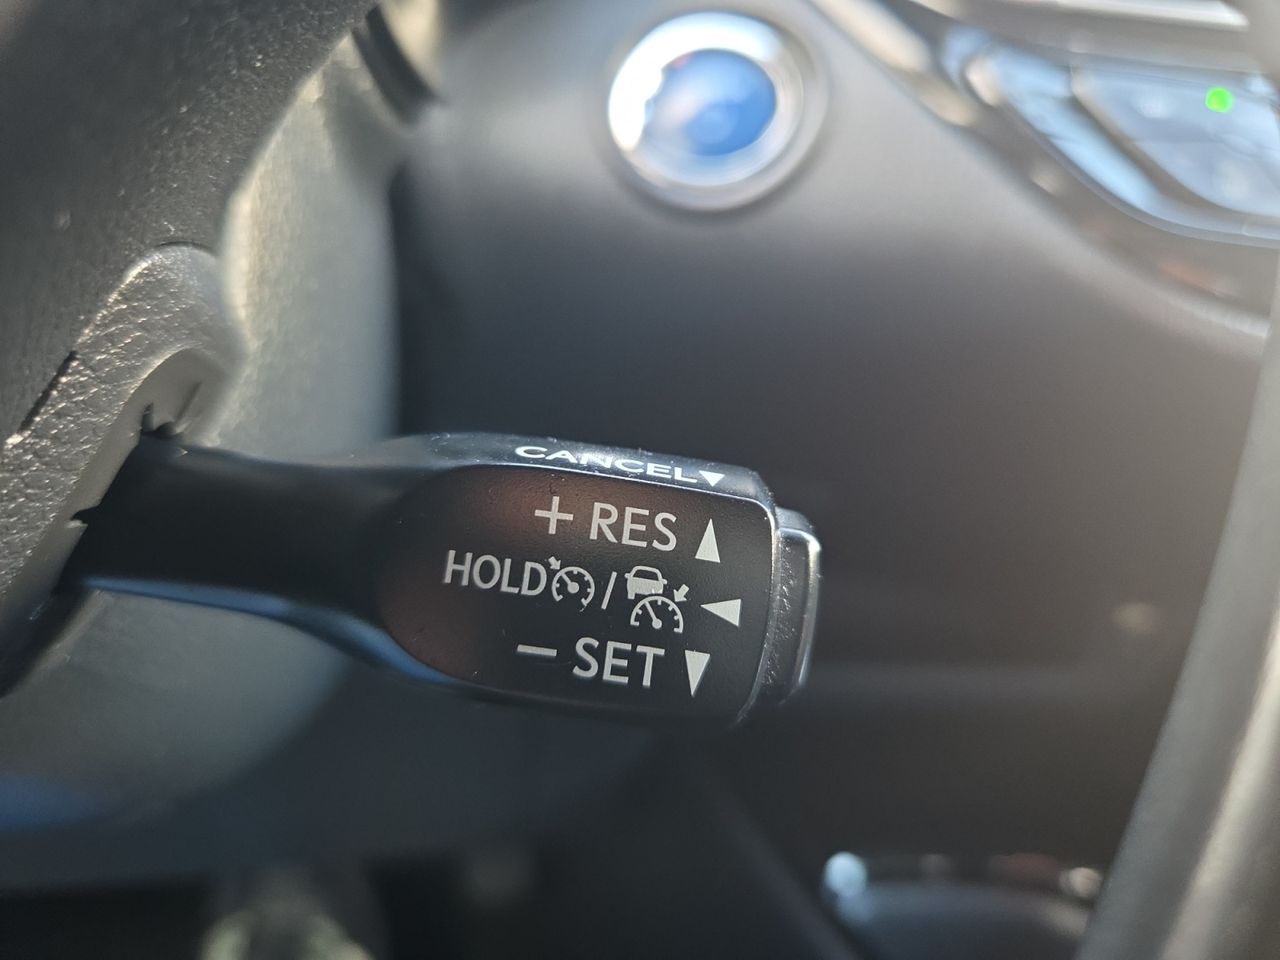 CANCEL▼
+ RES ▲
HOLD / ◀
− SET ▼